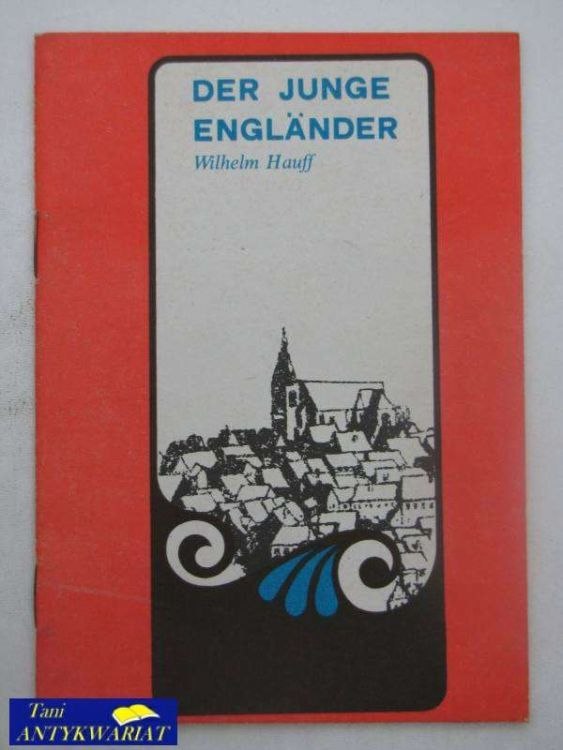 DER JUNGE
ENGLÄNDER
Wilhelm Hauff
Tani
ANTYKWARIAT